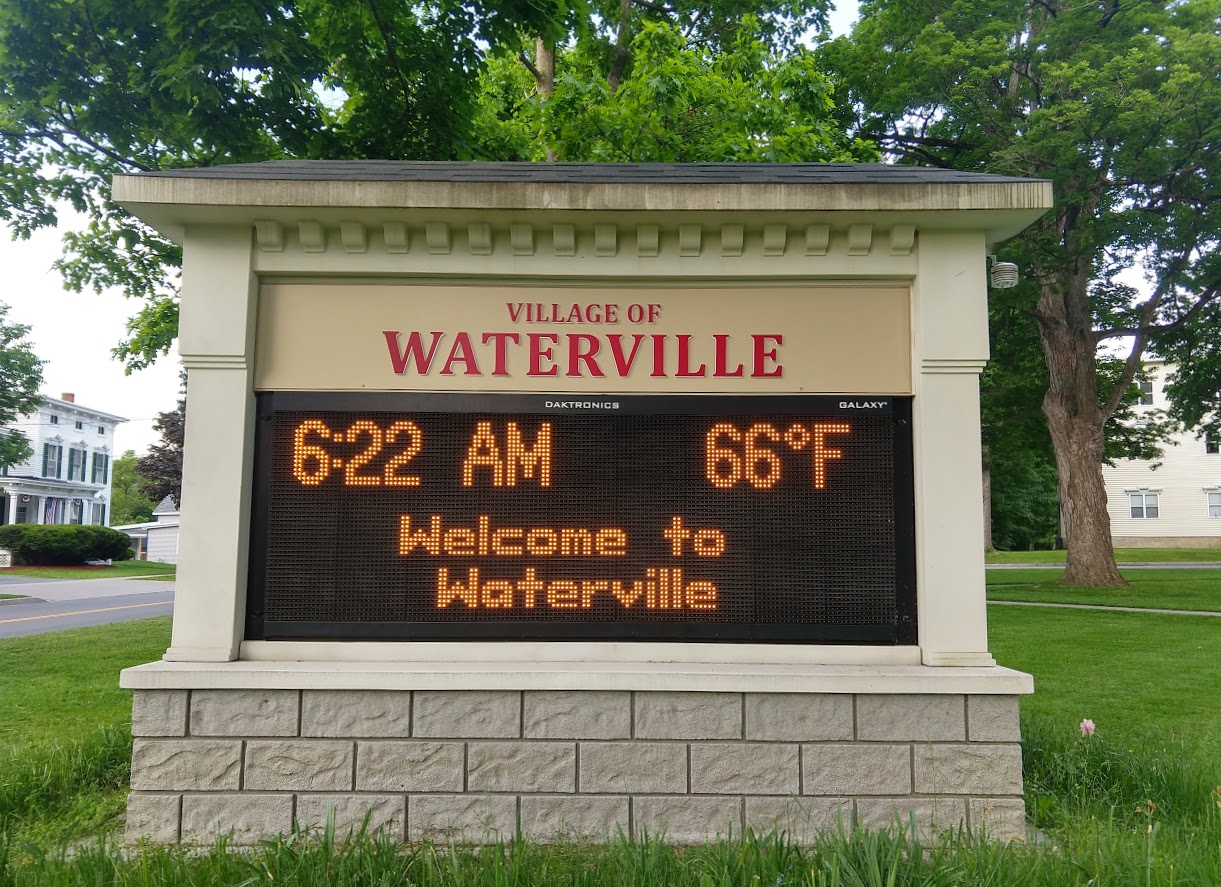 VILLAGE OF
WATERVILLE
DAKTRONICS GALAXY®
6:22 AM 66°F
Welcome to
Waterville